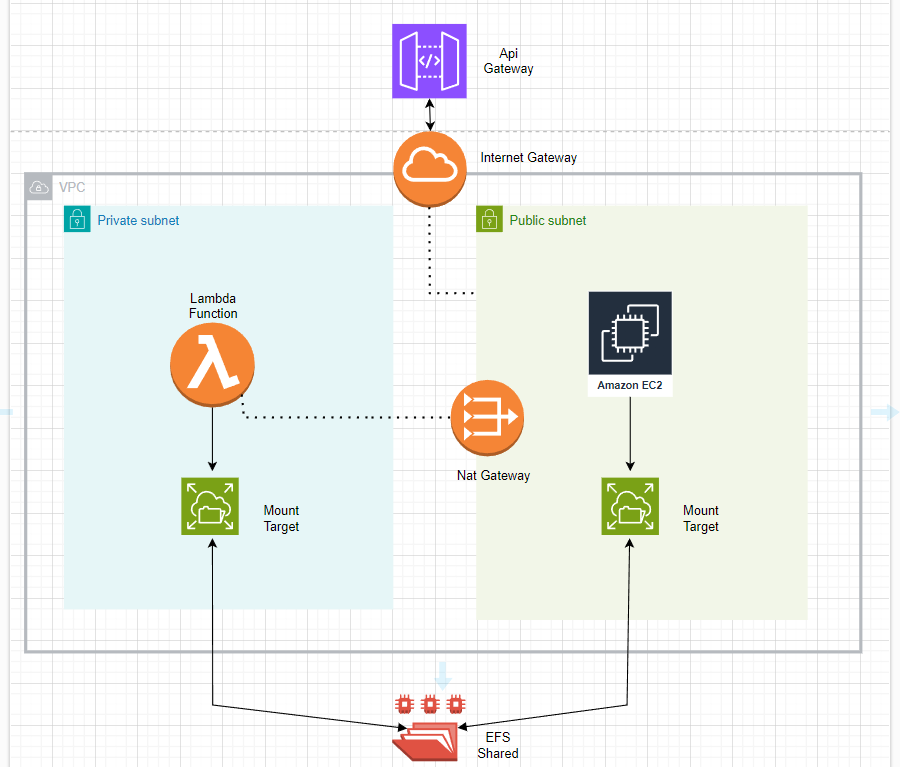 Api
Gateway
Internet Gateway
VPC
Private subnet
Public subnet
Lambda
Function
Amazon EC2
Nat Gateway
Mount
Target
Mount
Target
EFS
Shared